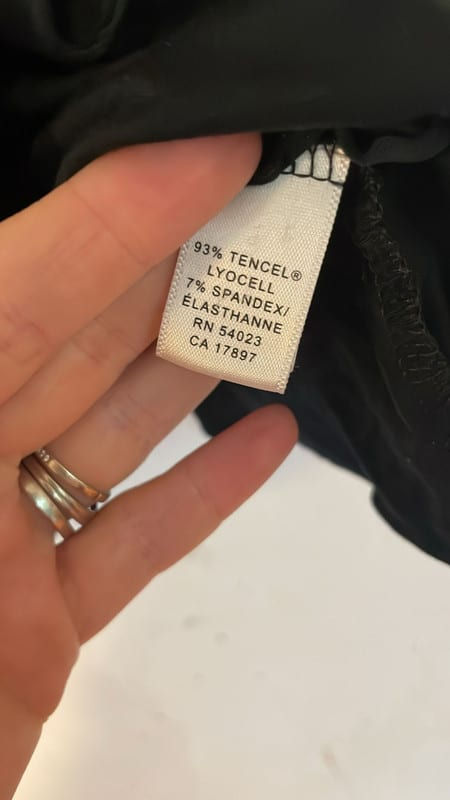 93% TENCEL®
LYOCELL
7% SPANDEX/
ÉLASTHANNE
RN 54023
CA 17897